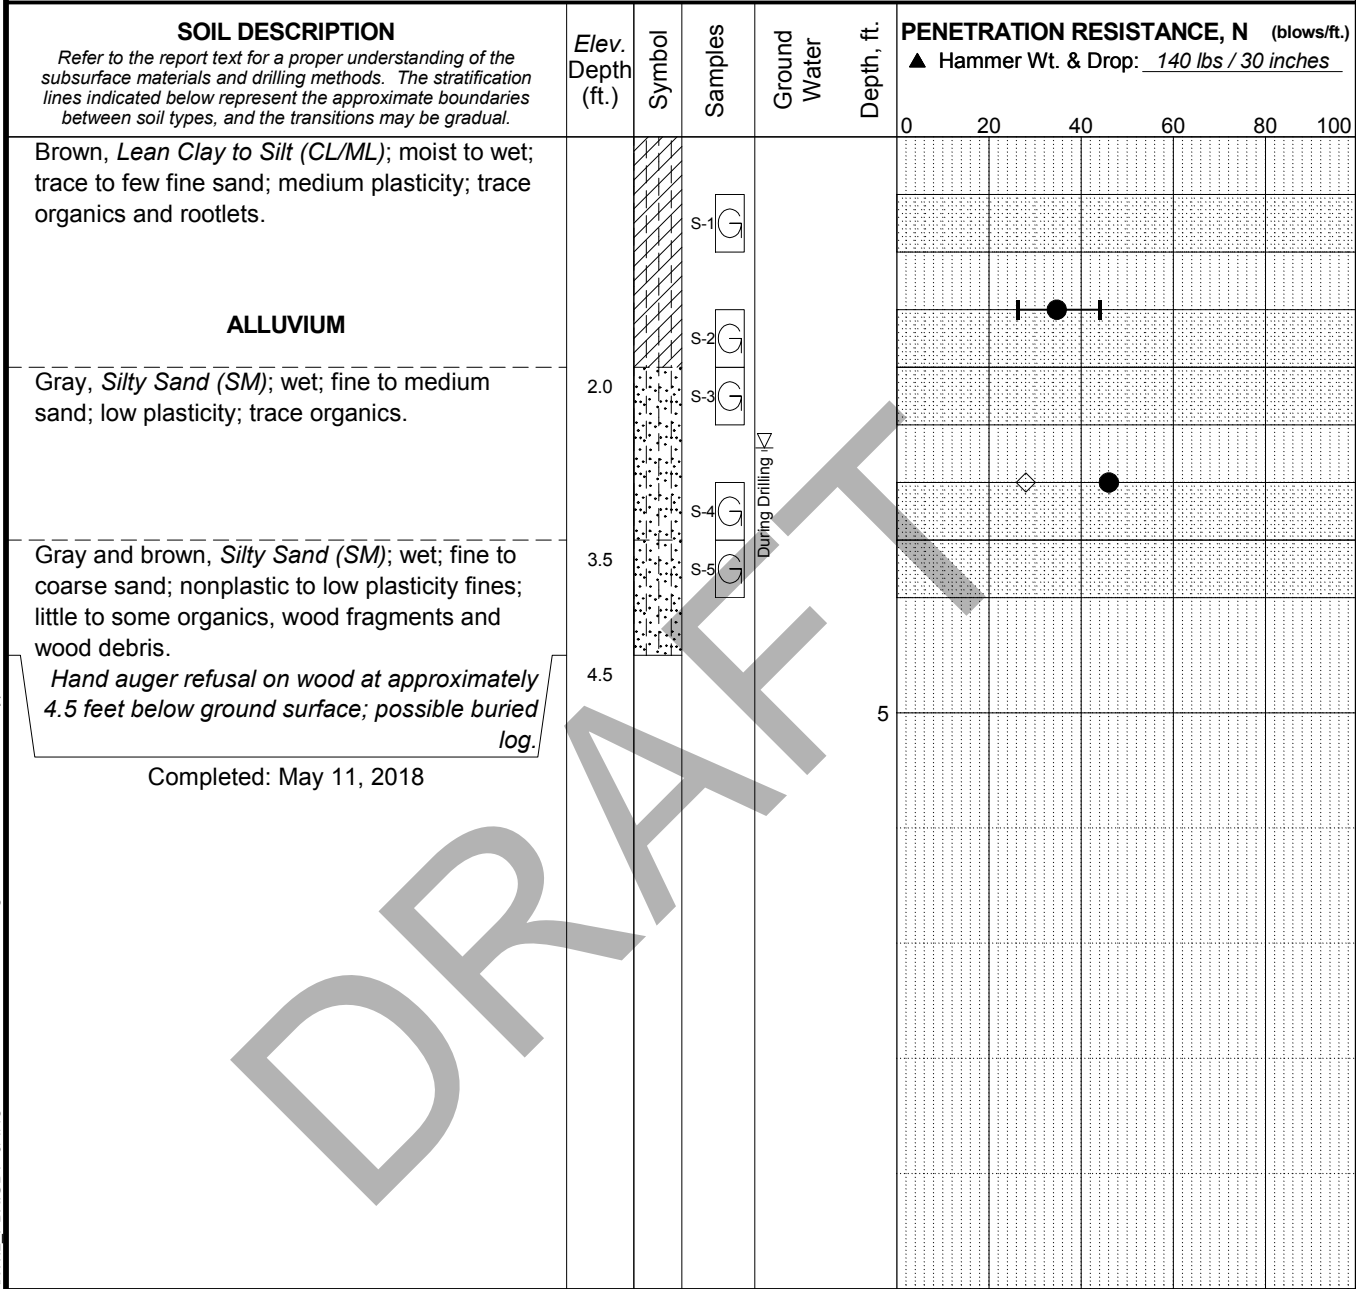 SOIL DESCRIPTION
Refer to the report text for a proper understanding of the
subsurface materials and drilling methods. The stratification
lines indicated below represent the approximate boundaries
between soil types, and the transitions may be gradual.
Elev.
Depth
(ft.)
Symbol
Samples
Ground
Water
Depth, ft.
PENETRATION RESISTANCE, N (blows/ft.)
▲ Hammer Wt. & Drop: 140 lbs / 30 inches
0 20 40 60 80 100
Brown, Lean Clay to Silt (CL/ML); moist to wet;
trace to few fine sand; medium plasticity; trace
organics and rootlets.
S-1 G
ALLUVIUM
S-2 G
Gray, Silty Sand (SM); wet; fine to medium
sand; low plasticity; trace organics.
2.0
S-3 G
During Drilling
S-4 G
Gray and brown, Silty Sand (SM); wet; fine to
coarse sand; nonplastic to low plasticity fines;
little to some organics, wood fragments and
wood debris.
3.5
S-5 G
Hand auger refusal on wood at approximately
4.5 feet below ground surface; possible buried
log.
4.5
5
Completed: May 11, 2018
DRAFT